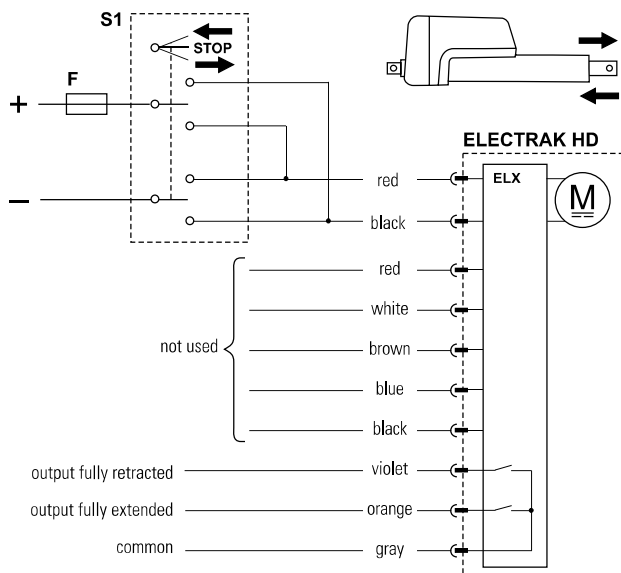 S1
STOP
F
+
–
ELECTRAK HD
ELX
M
red
black
red
white
not used
brown
blue
black
output fully retracted
violet
output fully extended
orange
common
gray